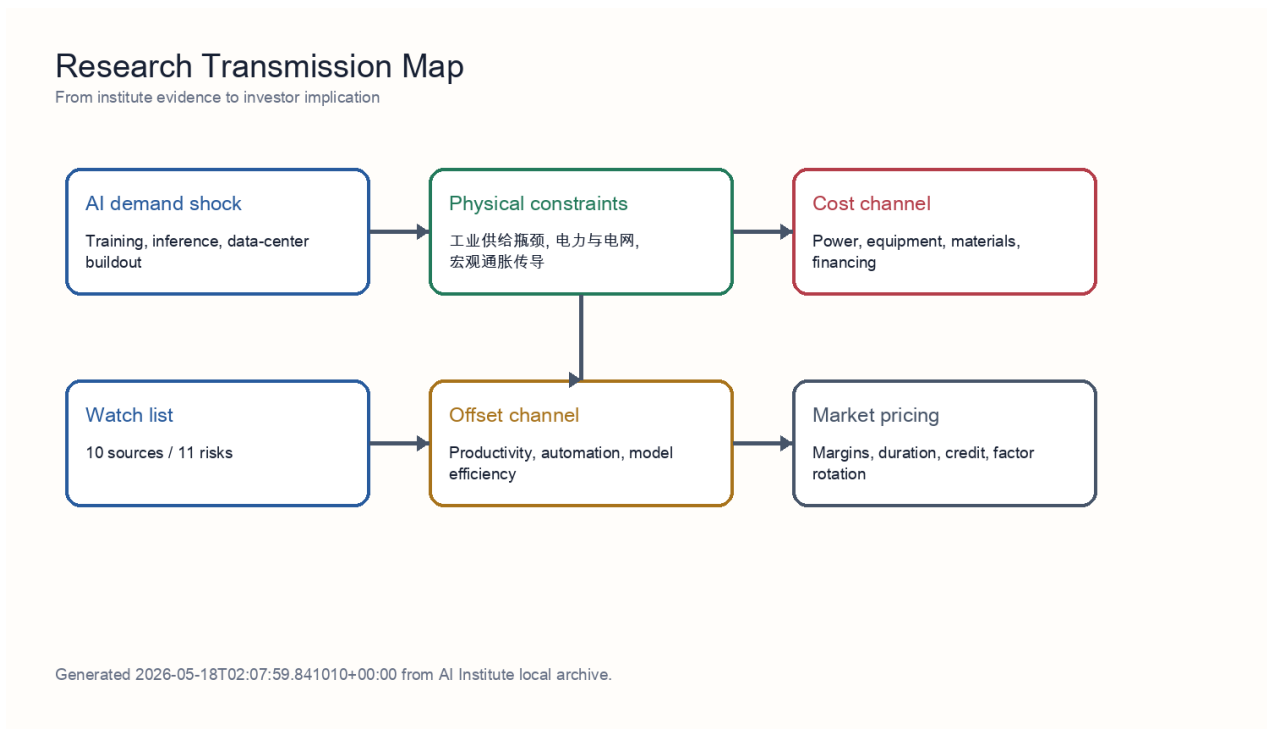 Research Transmission Map
From institute evidence to investor implication
AI demand shock
Training, inference, data-center
buildout
Physical constraints
工业供给瓶颈, 电力与电网,
宏观通胀传导
Cost channel
Power, equipment, materials,
financing
Watch list
10 sources / 11 risks
Offset channel
Productivity, automation, model
efficiency
Market pricing
Margins, duration, credit, factor
rotation
Generated 2026-05-18T02:07:59.841010+00:00 from AI Institute local archive.